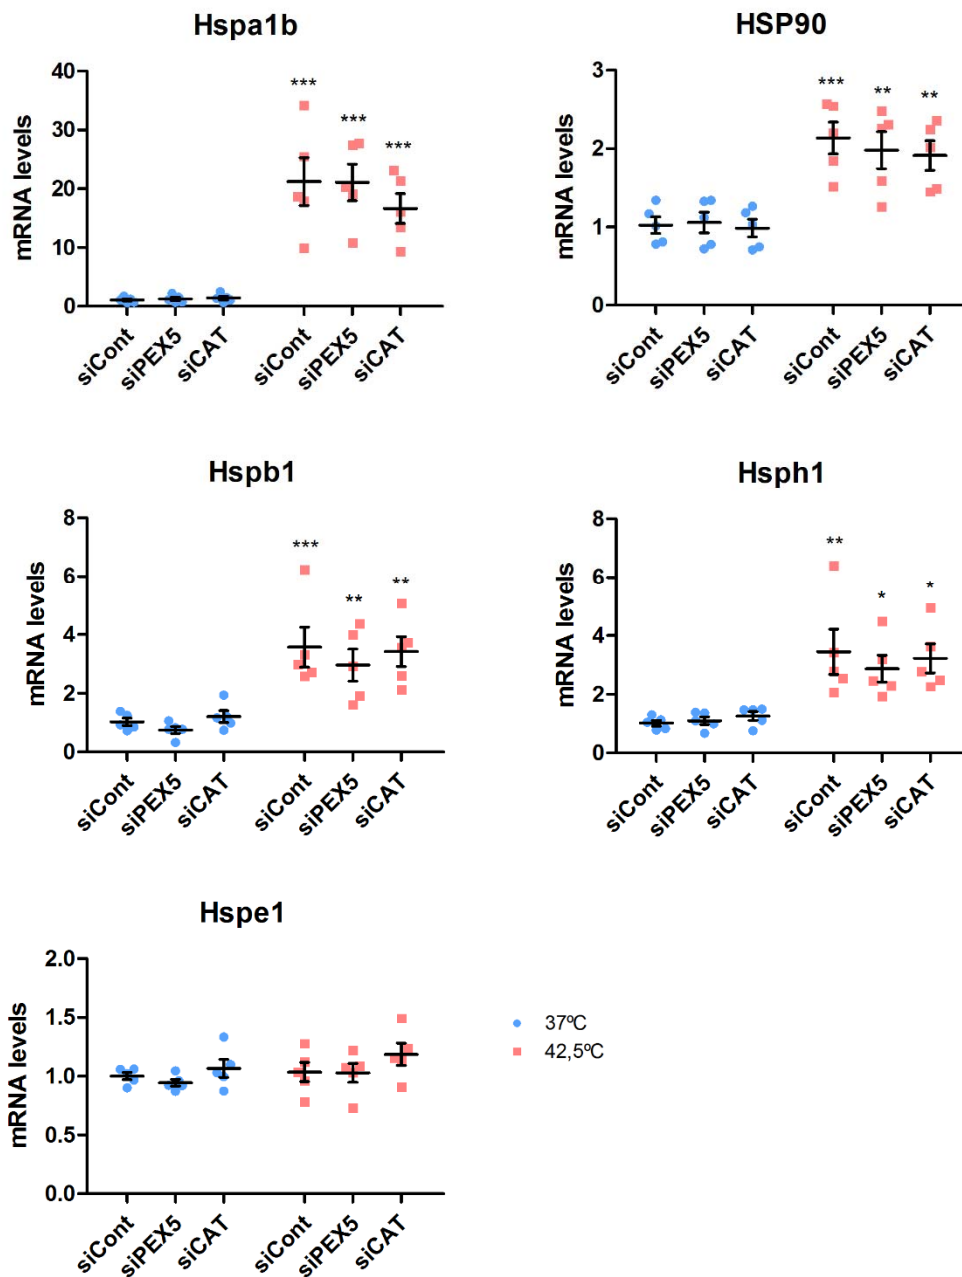 Hspa1b
mRNA levels
40
30
20
10
0
***
***
***
siCont
siPEX5
siCAT
siCont
siPEX5
siCAT
HSP90
mRNA levels
3
2
1
0
***
**
**
siCont
siPEX5
siCAT
siCont
siPEX5
siCAT
Hspb1
mRNA levels
8
6
4
2
0
***
**
**
siCont
siPEX5
siCAT
siCont
siPEX5
siCAT
Hsph1
mRNA levels
8
6
4
2
0
**
*
*
siCont
siPEX5
siCAT
siCont
siPEX5
siCAT
Hspe1
mRNA levels
2.0
1.5
1.0
0.5
0.0
siCont
siPEX5
siCAT
siCont
siPEX5
siCAT
37ºC
42,5ºC